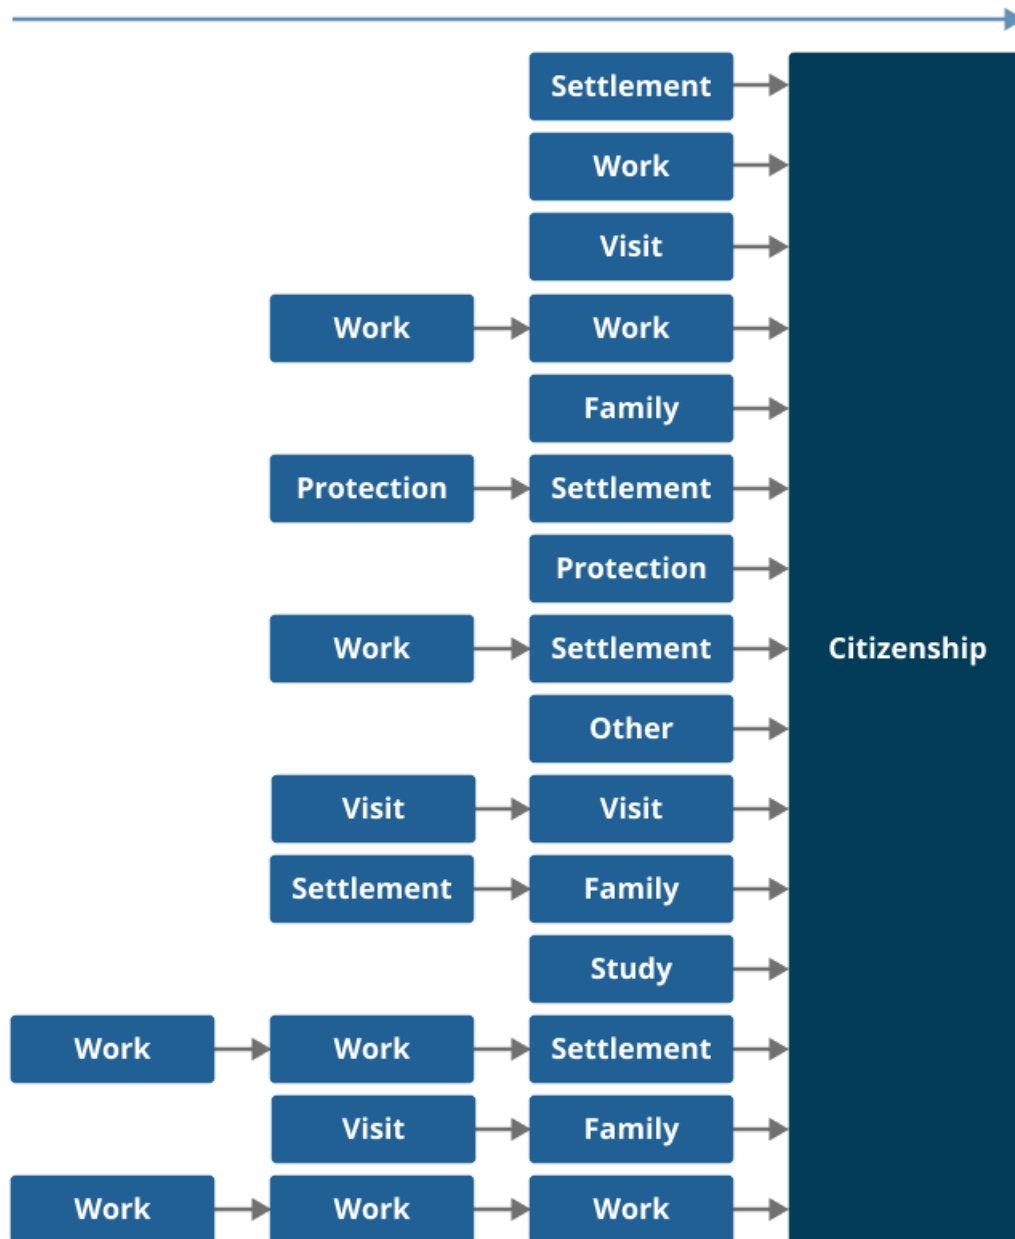 Settlement
Work
Visit
Work Work
Family
Protection Settlement
Protection
Work Settlement Citizenship
Other
Visit Visit
Settlement Family
Study
Work Work Settlement
Visit Family
Work Work Work